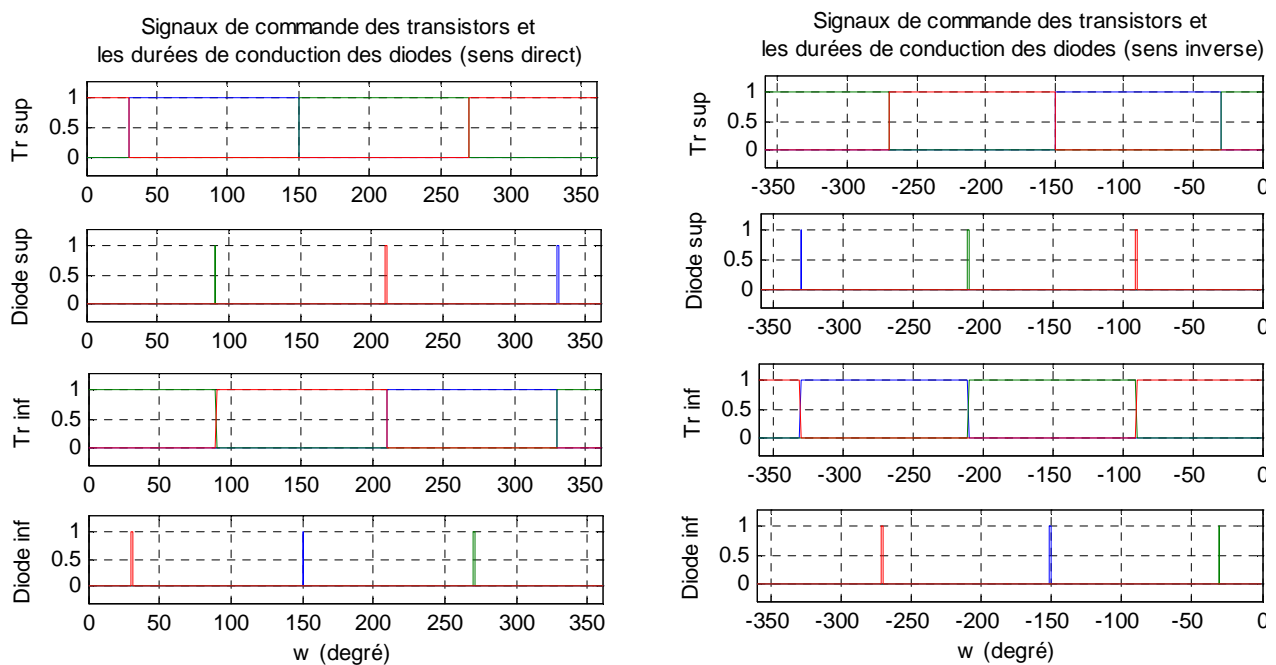 Signaux de commande des transistors et
les durées de conduction des diodes (sens direct)
Tr sup
1
0.5
0
0 50 100 150 200 250 300 350
Diode sup
1
0.5
0
0 50 100 150 200 250 300 350
Tr inf
1
0.5
0
0 50 100 150 200 250 300 350
Diode inf
1
0.5
0
0 50 100 150 200 250 300 350
w (degré)
Signaux de commande des transistors et
les durées de conduction des diodes (sens inverse)
Tr sup
1
0.5
0
-350 -300 -250 -200 -150 -100 -50 0
Diode sup
1
0.5
0
-350 -300 -250 -200 -150 -100 -50 0
Tr inf
1
0.5
0
-350 -300 -250 -200 -150 -100 -50 0
Diode inf
1
0.5
0
-350 -300 -250 -200 -150 -100 -50 0
w (degré)